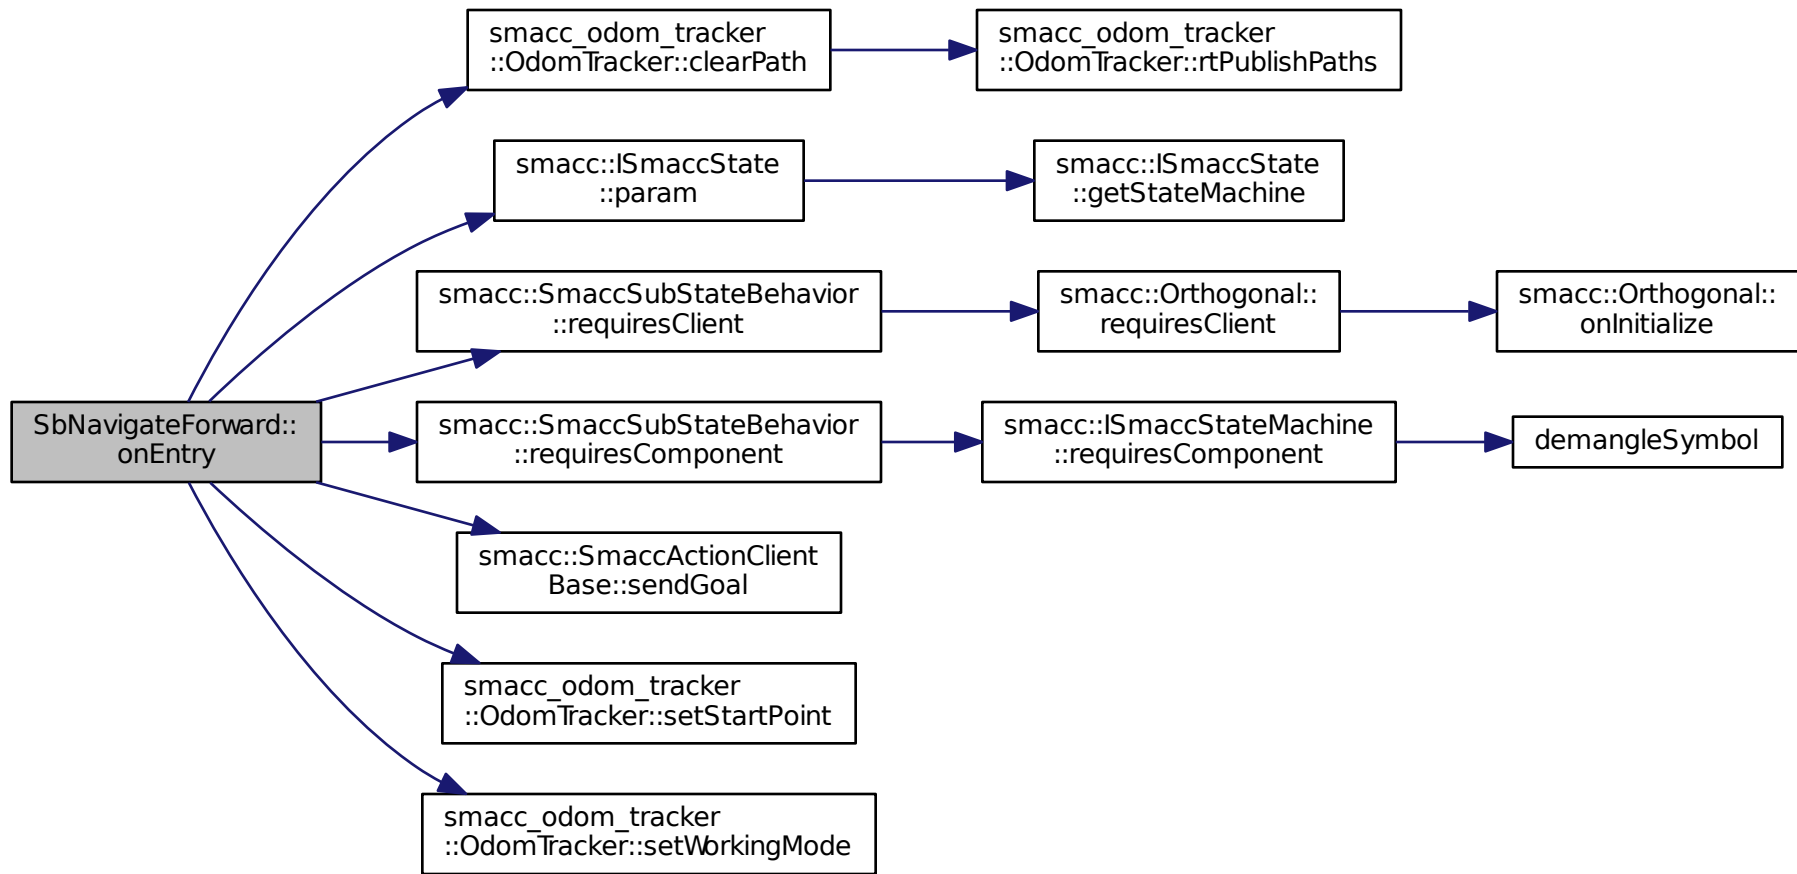 smacc_odom_tracker
::OdomTracker::clearPath
smacc_odom_tracker
::OdomTracker::rtPublishPaths
smacc::ISmaccState
::param
smacc::ISmaccState
::getStateMachine
smacc::SmaccSubStateBehavior
::requiresClient
smacc::Orthogonal::
requiresClient
smacc::Orthogonal::
onInitialize
SbNavigateForward::
onEntry
smacc::SmaccSubStateBehavior
::requiresComponent
smacc::ISmaccStateMachine
::requiresComponent
demangleSymbol
smacc::SmaccActionClient
Base::sendGoal
smacc_odom_tracker
::OdomTracker::setStartPoint
smacc_odom_tracker
::OdomTracker::setWorkingMode